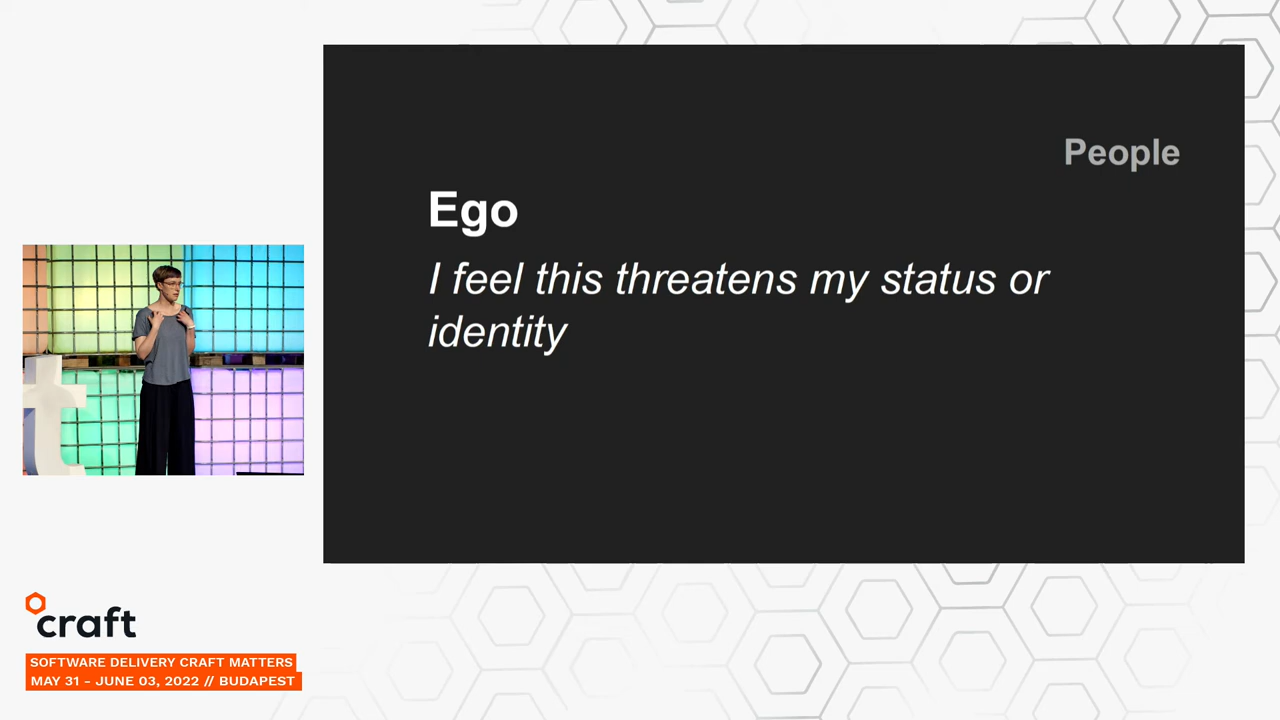 People
Ego
I feel this threatens my status or
identity
t
craft
SOFTWARE DELIVERY CRAFT MATTERS
MAY 31 - JUNE 03, 2022 // BUDAPEST